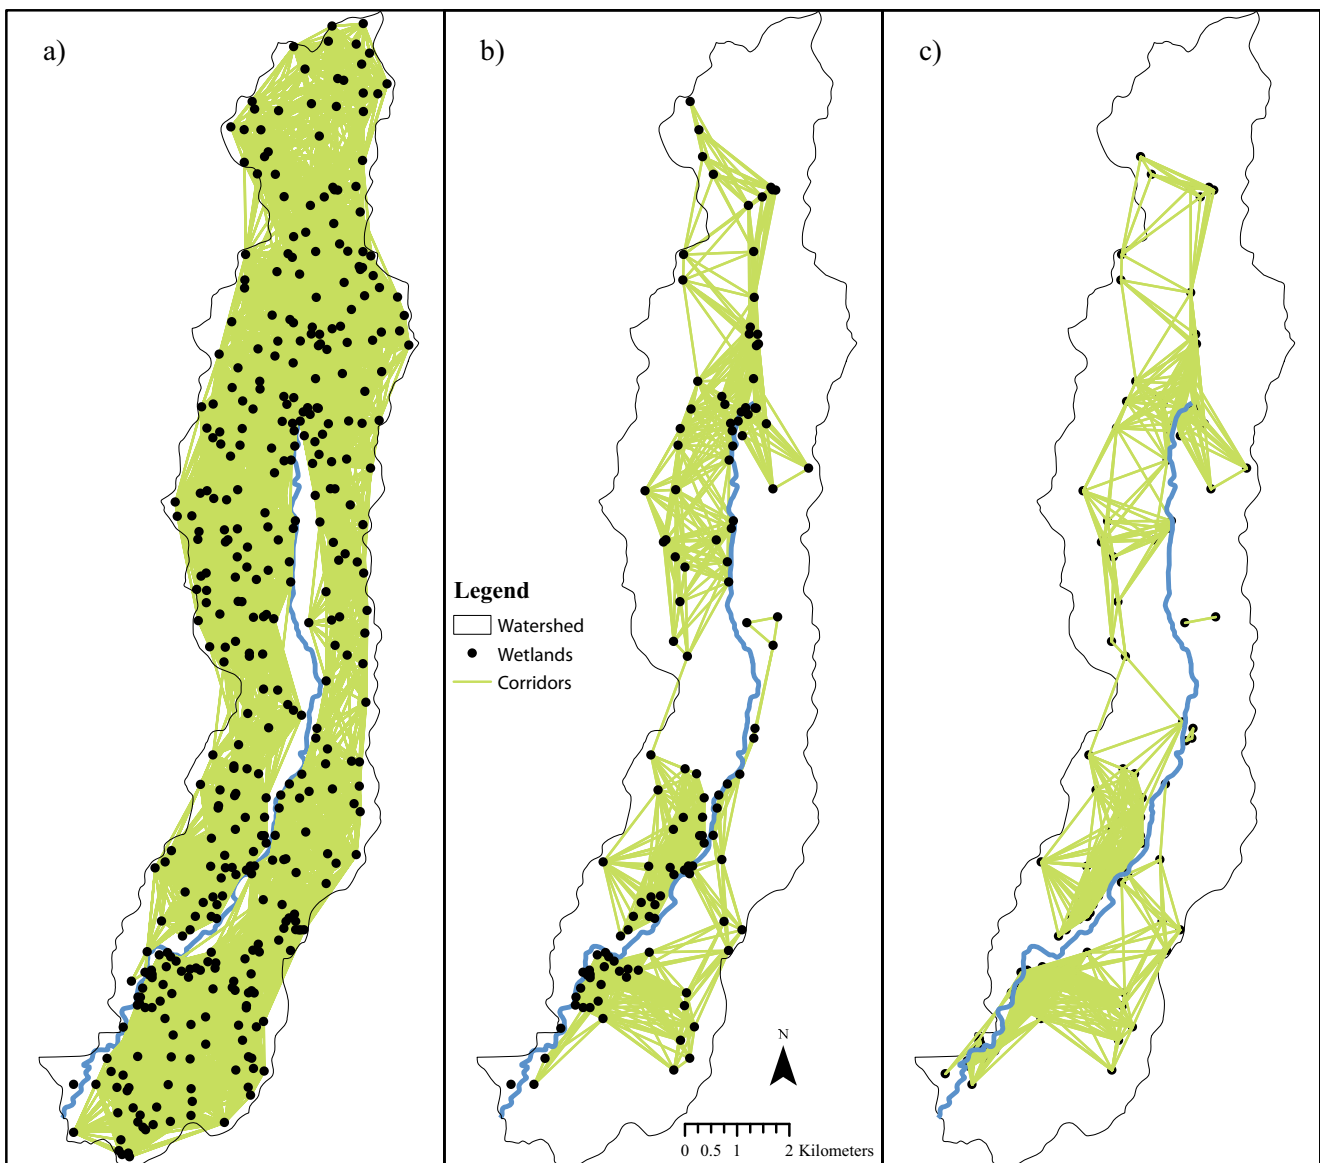 a)
b)
c)
Legend
Watershed
Wetlands
Corridors
N
0 0.5 1 2 Kilometers